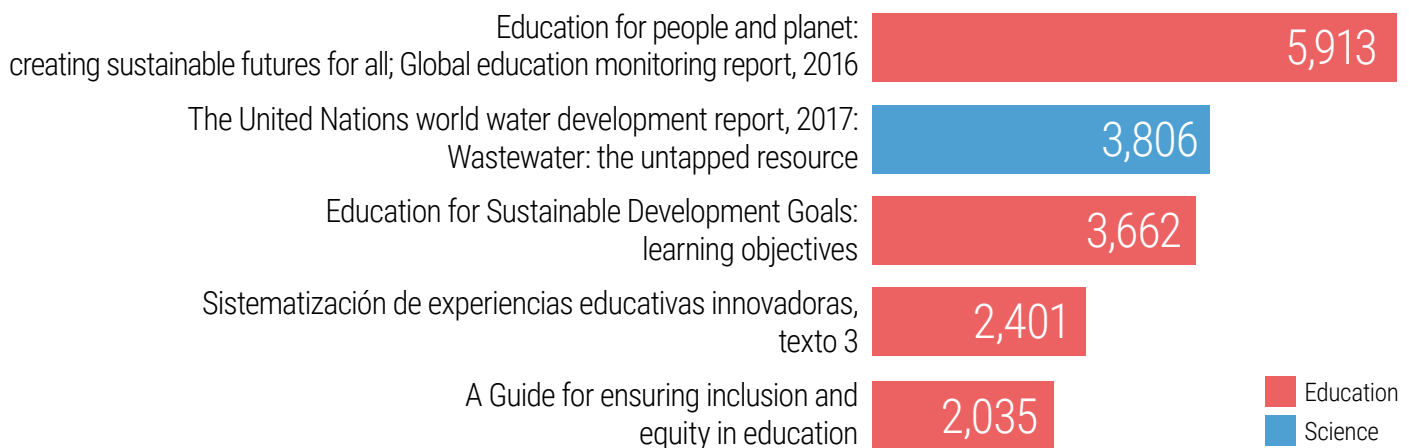 Education for people and planet:
creating sustainable futures for all; Global education monitoring report, 2016
5,913
The United Nations world water development report, 2017:
Wastewater: the untapped resource
3,806
Education for Sustainable Development Goals:
learning objectives
3,662
Sistematización de experiencias educativas innovadoras,
texto 3
2,401
A Guide for ensuring inclusion and
equity in education
2,035
Education
Science